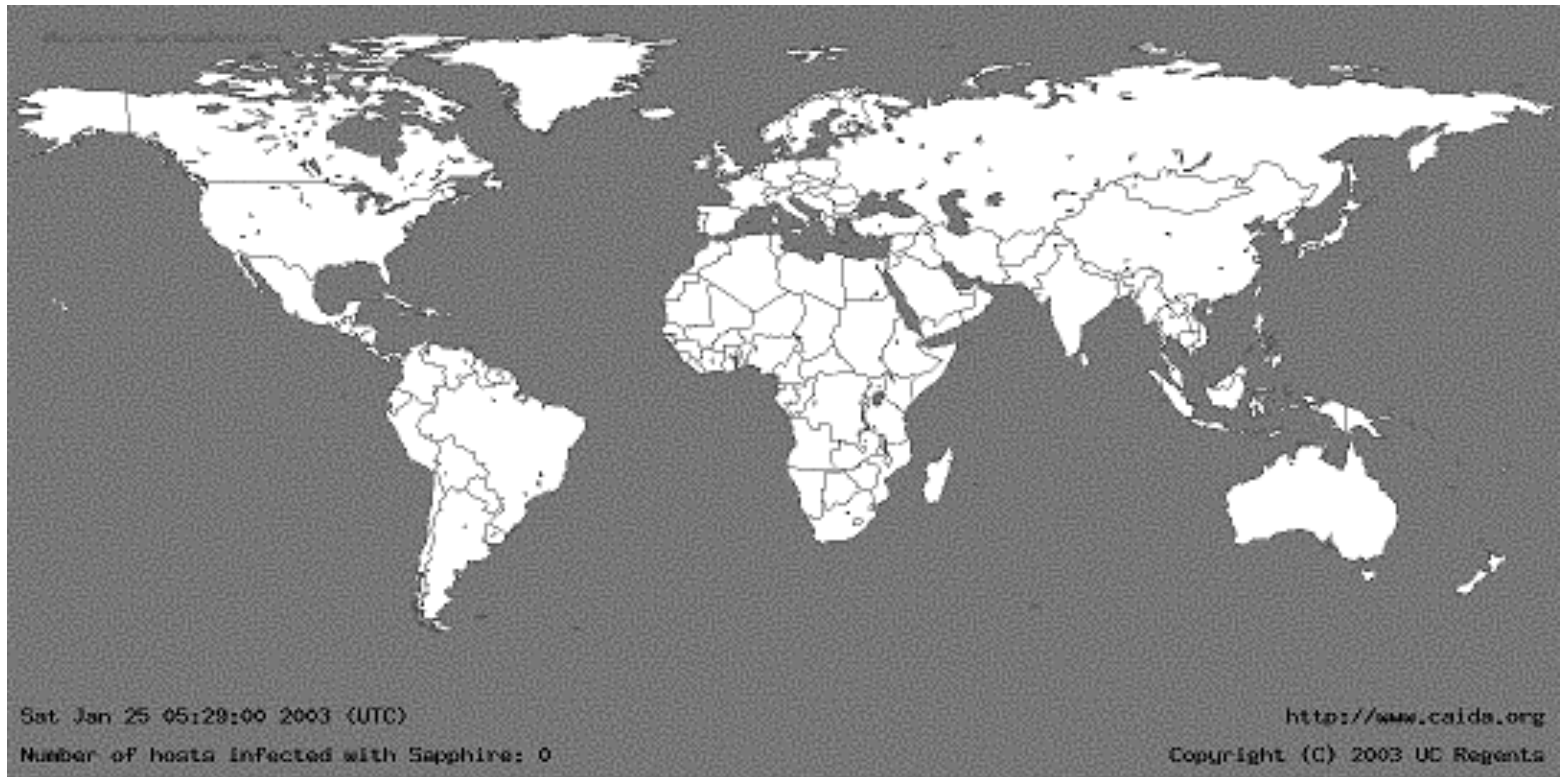 Sat Jan 25 05:29:00 2003 (UTC)
http://www.caida.org
Number of hosts infected with Sapphire: 0
Copyright (C) 2003 UC Regents